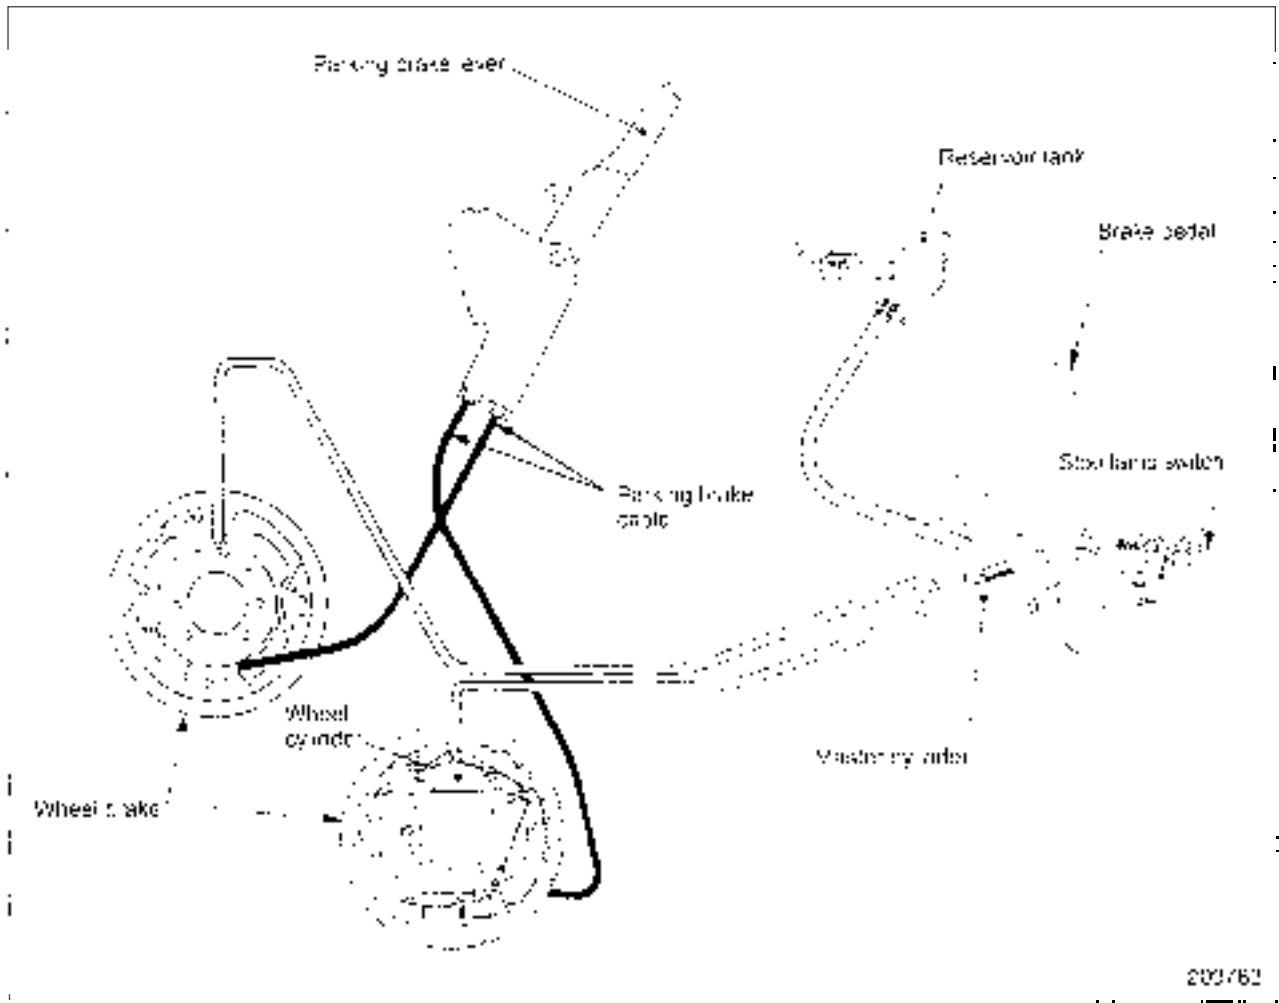 Parking brake lever
Reservoir tank
Brake pedal
Stop lamp switch
Parking brake
cable
Wheel
cylinder
Master cylinder
Wheel brake